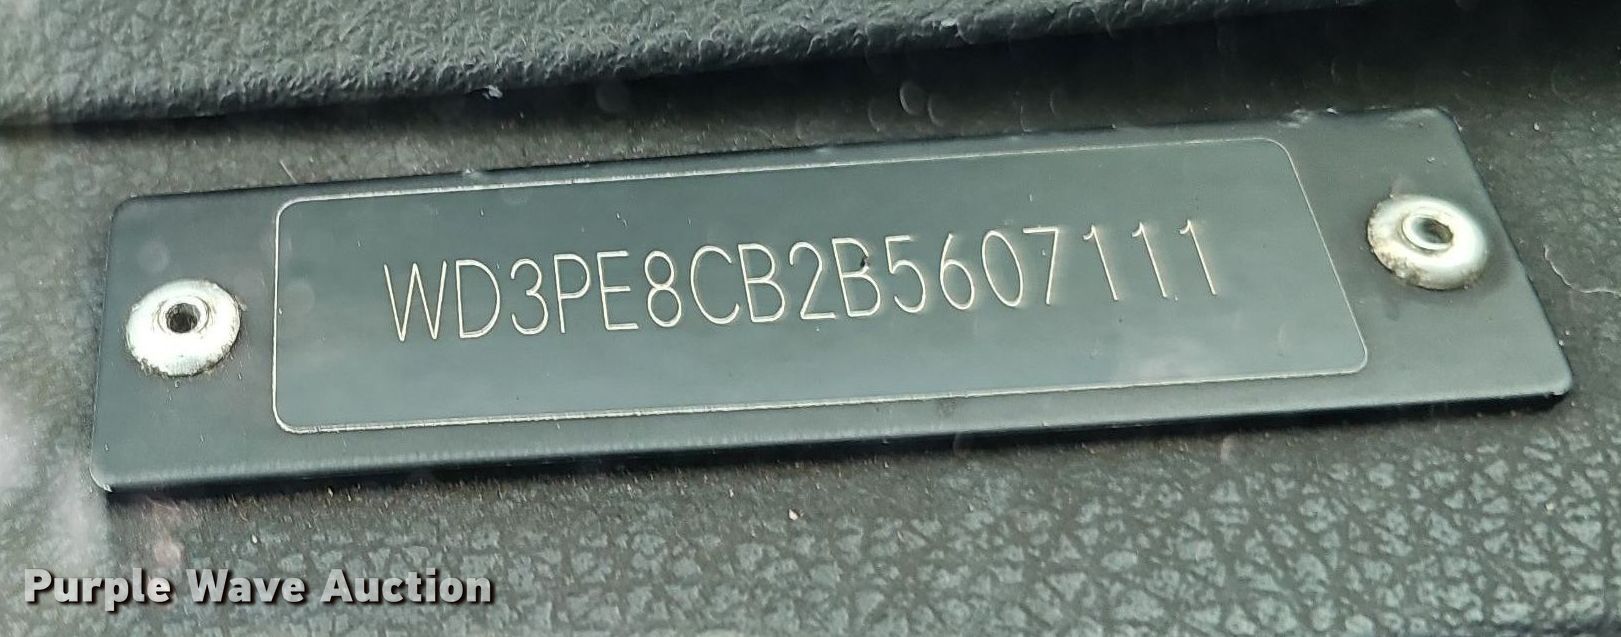 WD3PE8CB2B5607111
Purple Wave Auction